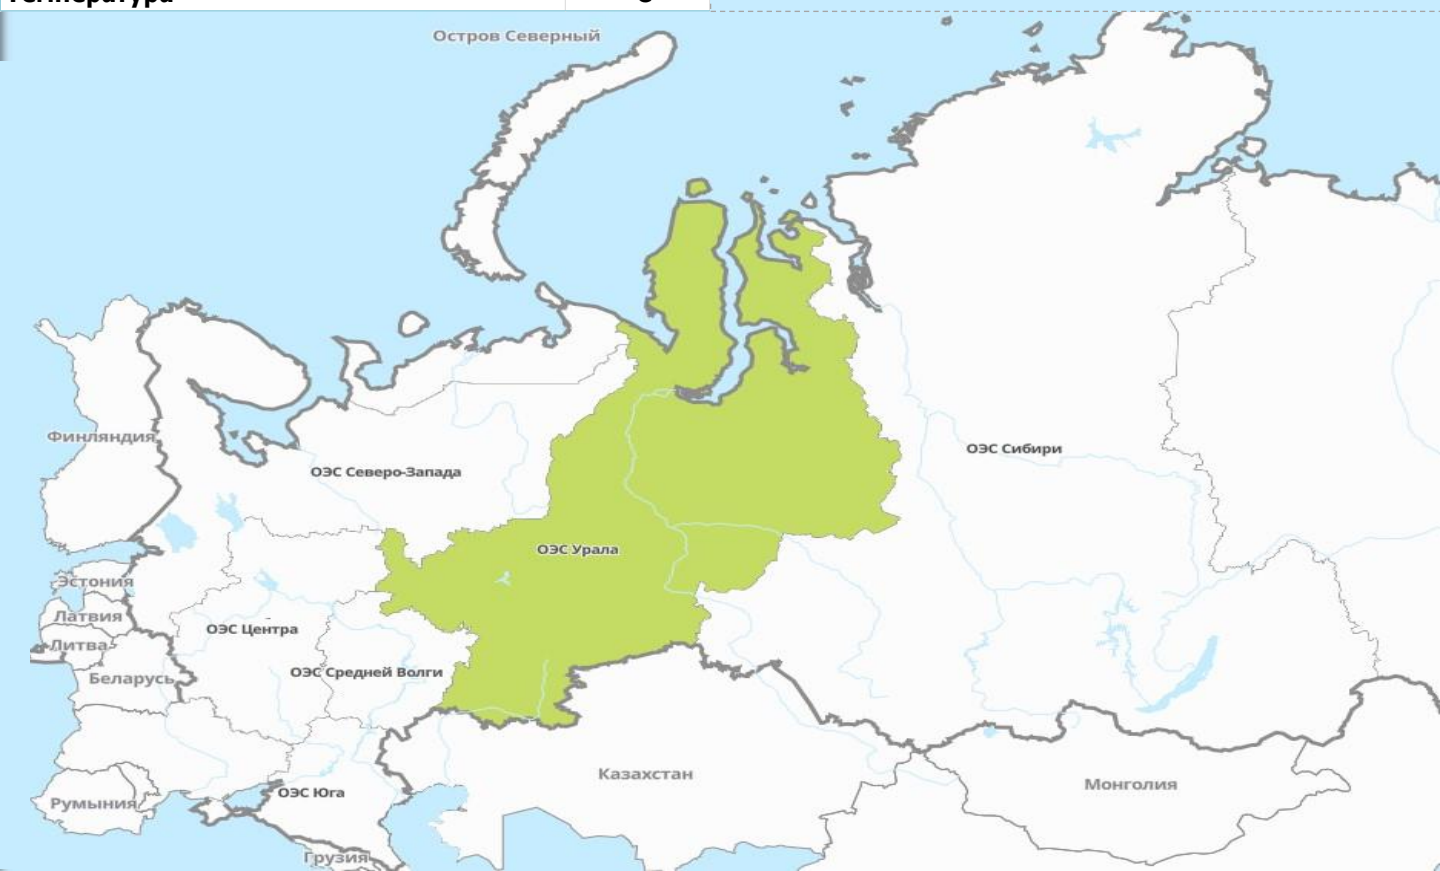 Температура
Остров Северный
Финляндия
ОЭС Сибири
ОЭС Северо-Запада
ОЭС Урала
Эстония
Латвия
ОЭС Центра
Литва
ОЭС Средней Волги
Беларусь
Казахстан
Монголия
ОЭС Юга
Румыния
Грузия